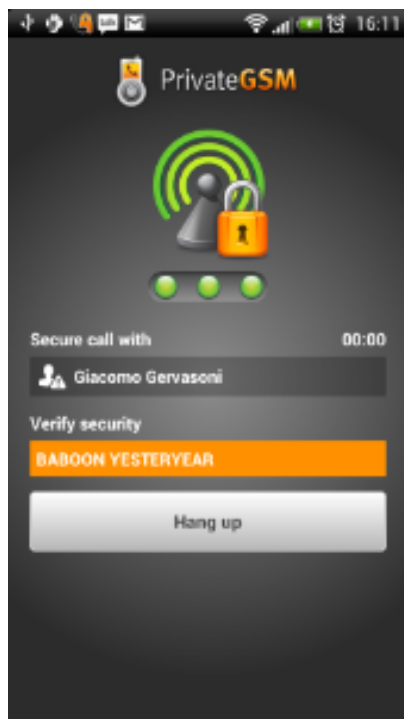 16:11
PrivateGSM
Secure call with 00:00
Giacomo Gervasoni
Verify security
BABOON YESTERYEAR
Hang up